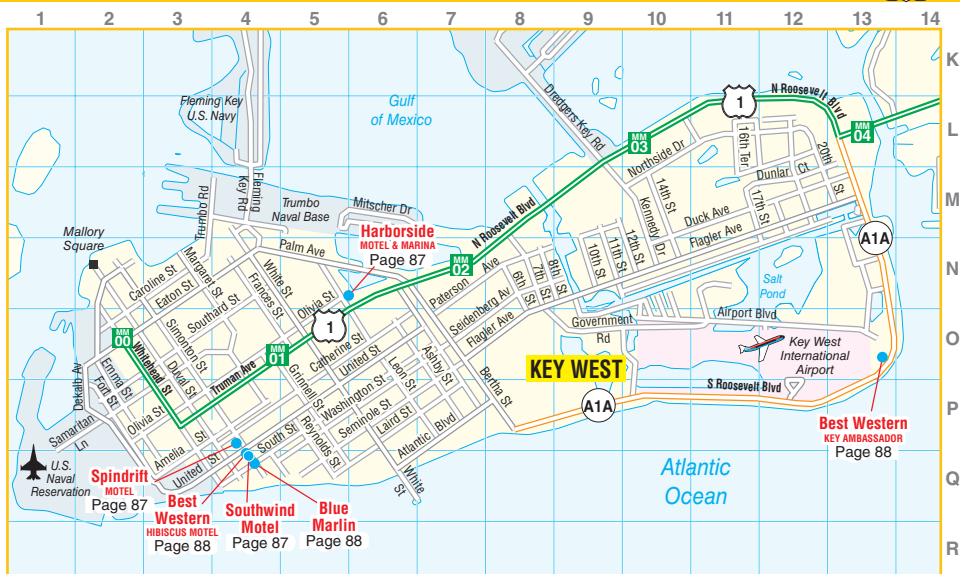 1 2 3 4 5 6 7 8 9 10 11 12 13 14
K
L
M
N
O
P
Q
R
Fleming Key
U.S. Navy
Gulf
of Mexico
Dredgers Key Rd
N Roosevelt Blvd
1
MM
04
MM
03
Northside Dr
16th Ter.
20th
St
Dunlar Ct
17th St
14th St
Kennedy Dr
Duck Ave
Flagler Ave
12th St
11th St
10th St
A1A
Trumbo Rd
Fleming
Key Rd
Trumbo
Naval Base
Mitscher Dr
Harborside
MOTEL & MARINA
Page 87
N Roosevelt Blvd
MM
02
Mallory
Square
Palm Ave
Caroline St
Eaton St
Margaret St
Southard St
Frances St
White St
Olivia St
1
Paterson Ave
Seidenberg Av
Flagler Ave
6th St
7th St
8th St
Salt
Pond
Airport Blvd
Government
Rd
Key West
International
Airport
MM
00
Whitehead St
Simonton St
Duval St
Truman Ave
MM
01
Catherine St
United St
Grinnell St
Washington St
Leon St
Ashby St
Bertha St
KEY WEST
S Roosevelt Blvd
A1A
Dekalb Av
Emma St
Fort St
Olivia St
Samaritan
Ln
Amelia St
United St
South St
Reynolds St
Seminole St
Laird St
Atlantic Blvd
White
St
Best Western
KEY AMBASSADOR
Page 88
U.S.
Naval
Reservation
Spindrift
MOTEL
Page 87
Best
Western
HIBISCUS MOTEL
Page 88
Southwind
Motel
Page 87
Blue
Marlin
Page 88
Atlantic
Ocean